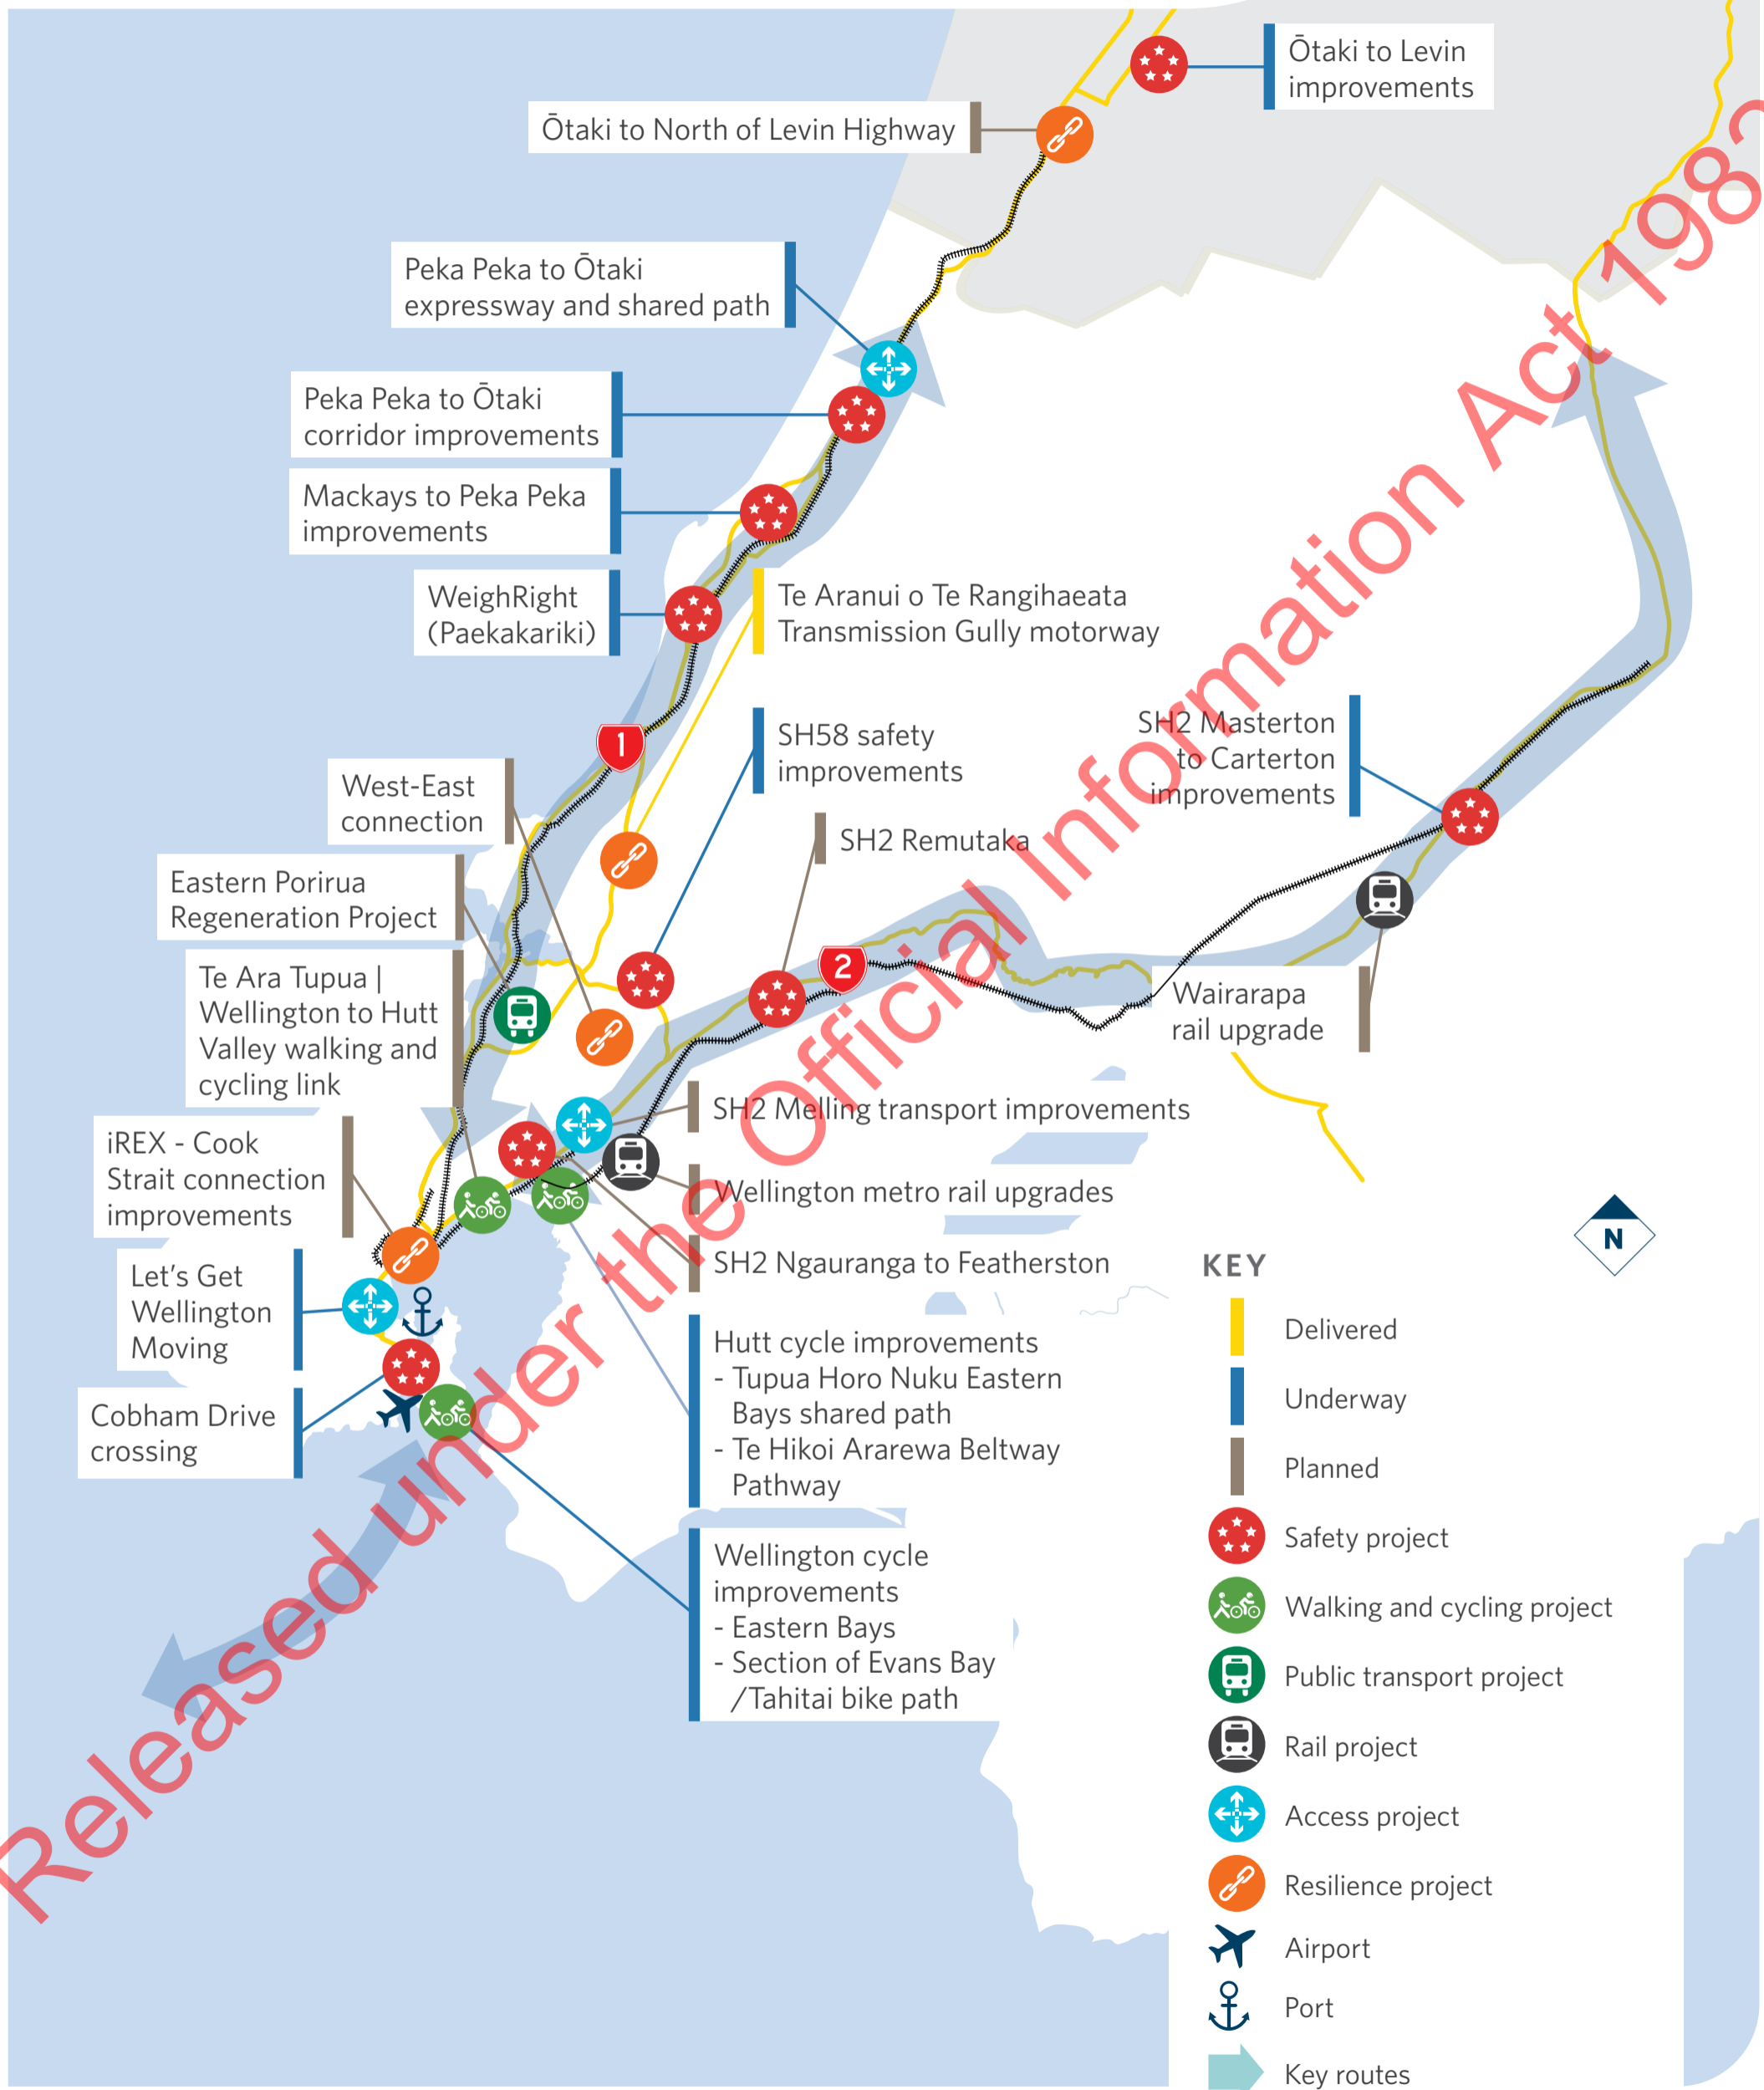 Ōtaki to Levin
improvements
Ōtaki to North of Levin Highway
Peka Peka to Ōtaki
expressway and shared path
Peka Peka to Ōtaki
corridor improvements
Mackays to Peka Peka
improvements
WeighRight
(Paekakariki)
Te Aranui o Te Rangihaeata
Transmission Gully motorway
1
SH58 safety
improvements
SH2 Masterton
to Carterton
improvements
West-East
connection
SH2 Remutaka
Eastern Porirua
Regeneration Project
2
Te Ara Tupua |
Wellington to Hutt
Valley walking and
cycling link
Wairarapa
rail upgrade
SH2 Melling transport improvements
iREX - Cook
Strait connection
improvements
Wellington metro rail upgrades
SH2 Ngauranga to Featherston
Let's Get
Wellington
Moving
Hutt cycle improvements
- Tupua Horo Nuku Eastern
Bays shared path
- Te Hikoi Ararewa Beltway
Pathway
Cobham Drive
crossing
Wellington cycle
improvements
- Eastern Bays
- Section of Evans Bay
/Tahitai bike path
N
KEY
Delivered
Underway
Planned
Safety project
Walking and cycling project
Public transport project
Rail project
Access project
Resilience project
Airport
Port
Key routes
Released under the Official Information Act 198